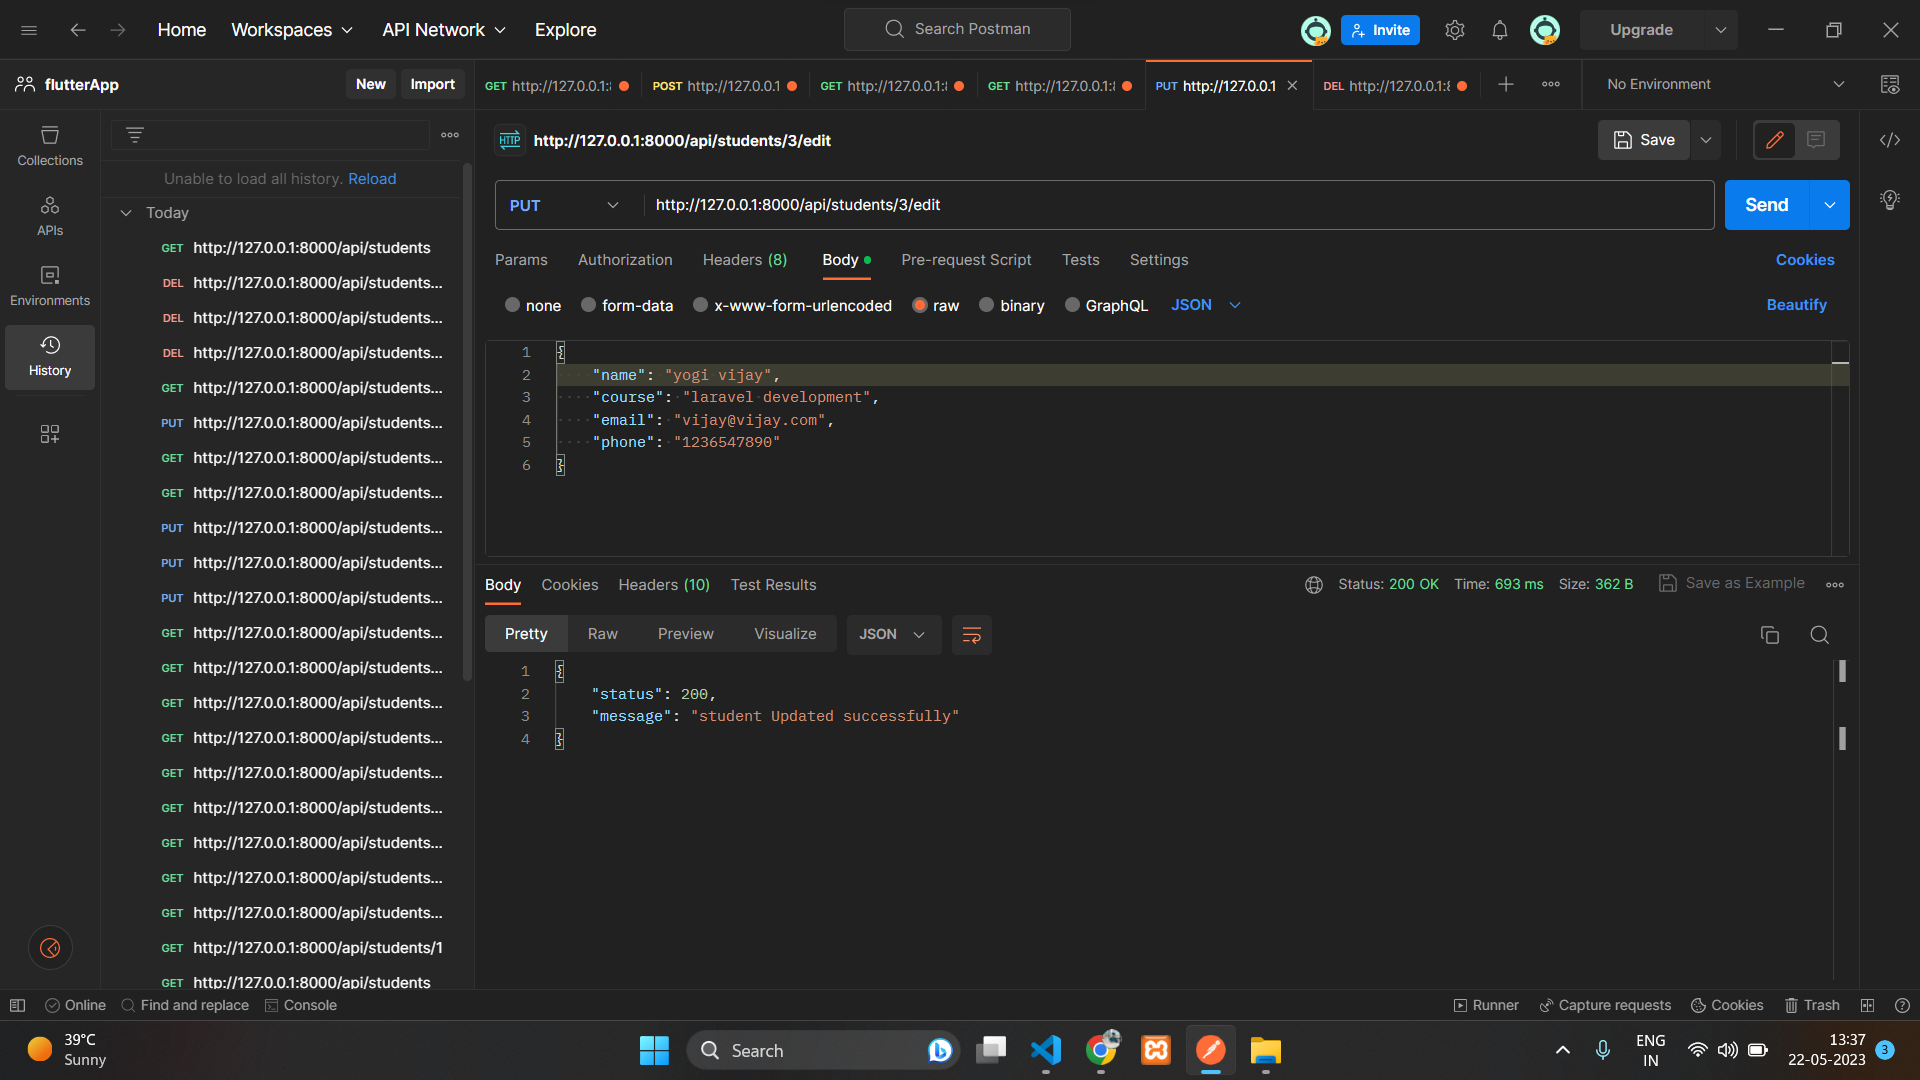 Home
Workspaces
API Network
Explore
Search Postman
Invite
Upgrade
flutterApp
New
Import
GET http://127.0.0.1:
POST http://127.0.0.1
GET http://127.0.0.1:
GET http://127.0.0.1:
PUT http://127.0.0.1
DEL http://127.0.0.1:
No Environment
Collections
APIs
Environments
History
Unable to load all history. Reload
Today
GET http://127.0.0.1:8000/api/students
DEL http://127.0.0.1:8000/api/students...
DEL http://127.0.0.1:8000/api/students...
DEL http://127.0.0.1:8000/api/students...
GET http://127.0.0.1:8000/api/students...
PUT http://127.0.0.1:8000/api/students...
GET http://127.0.0.1:8000/api/students...
GET http://127.0.0.1:8000/api/students...
PUT http://127.0.0.1:8000/api/students...
PUT http://127.0.0.1:8000/api/students...
PUT http://127.0.0.1:8000/api/students...
GET http://127.0.0.1:8000/api/students...
GET http://127.0.0.1:8000/api/students...
GET http://127.0.0.1:8000/api/students...
GET http://127.0.0.1:8000/api/students...
GET http://127.0.0.1:8000/api/students...
GET http://127.0.0.1:8000/api/students...
GET http://127.0.0.1:8000/api/students...
GET http://127.0.0.1:8000/api/students...
GET http://127.0.0.1:8000/api/students...
GET http://127.0.0.1:8000/api/students/1
GET http://127.0.0.1:8000/api/students
HTTP http://127.0.0.1:8000/api/students/3/edit
Save
PUT
http://127.0.0.1:8000/api/students/3/edit
Send
Params
Authorization
Headers (8)
Body
Pre-request Script
Tests
Settings
Cookies
none
form-data
x-www-form-urlencoded
raw
binary
GraphQL
JSON
Beautify
1 {
2 "name": "yogi vijay",
3 "course": "laravel development",
4 "email": "vijay@vijay.com",
5 "phone": "1236547890"
6 }
Body
Cookies
Headers (10)
Test Results
Status: 200 OK
Time: 693 ms
Size: 362 B
Save as Example
Pretty
Raw
Preview
Visualize
JSON
1 {
2 "status": 200,
3 "message": "student Updated successfully"
4 }
Online
Find and replace
Console
Runner
Capture requests
Cookies
Trash
39°C
Sunny
Search
ENG
IN
13:37
22-05-2023
3